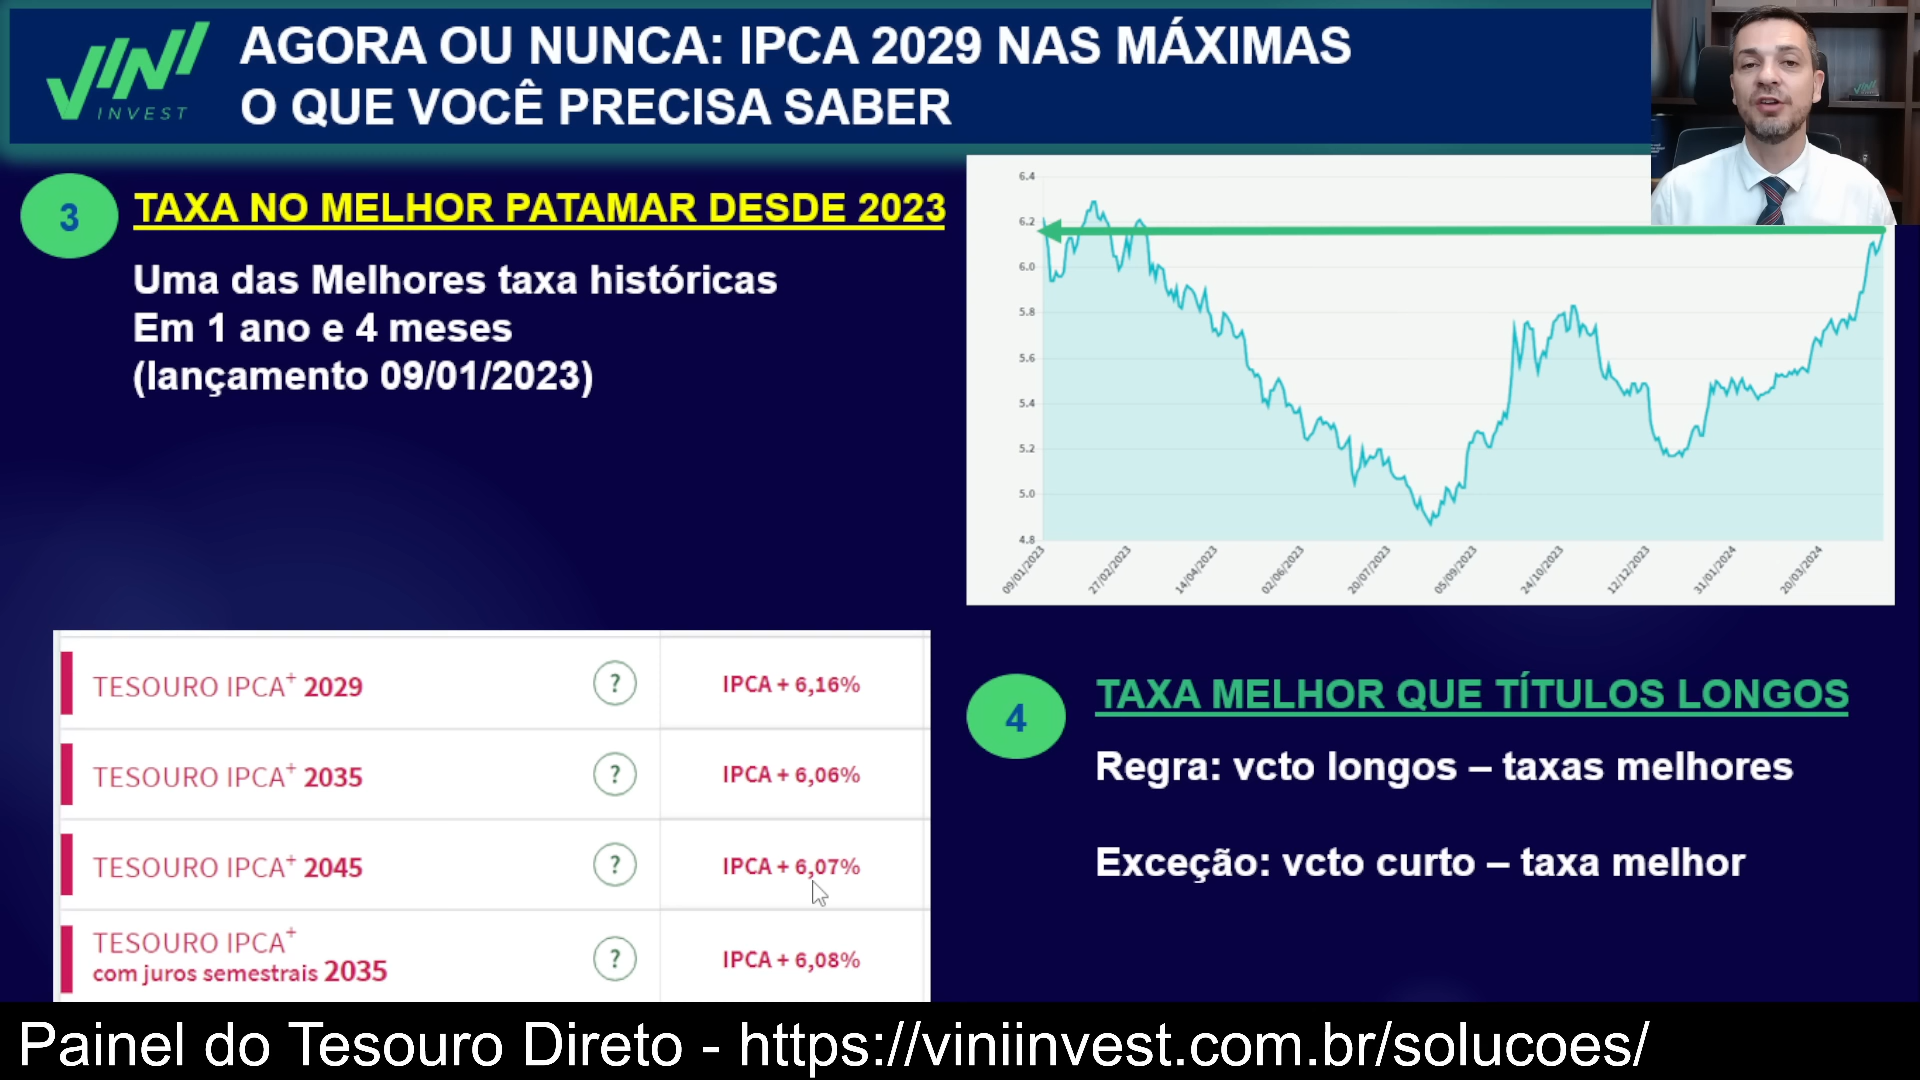 VINI
INVEST
AGORA OU NUNCA: IPCA 2029 NAS MÁXIMAS
O QUE VOCÊ PRECISA SABER
3
TAXA NO MELHOR PATAMAR DESDE 2023
Uma das Melhores taxa históricas
Em 1 ano e 4 meses
(lançamento 09/01/2023)
6.4
6.2
6.0
5.8
5.6
5.4
5.2
5.0
4.8
09/01/2023
27/02/2023
14/04/2023
02/06/2023
20/07/2023
05/09/2023
24/10/2023
12/12/2023
31/01/2024
20/03/2024
TESOURO IPCA+ 2029 ? IPCA + 6,16%
TESOURO IPCA+ 2035 ? IPCA + 6,06%
TESOURO IPCA+ 2045 ? IPCA + 6,07%
TESOURO IPCA+
com juros semestrais 2035 ? IPCA + 6,08%
4
TAXA MELHOR QUE TÍTULOS LONGOS
Regra: vcto longos – taxas melhores
Exceção: vcto curto – taxa melhor
Painel do Tesouro Direto - https://viniinvest.com.br/solucoes/